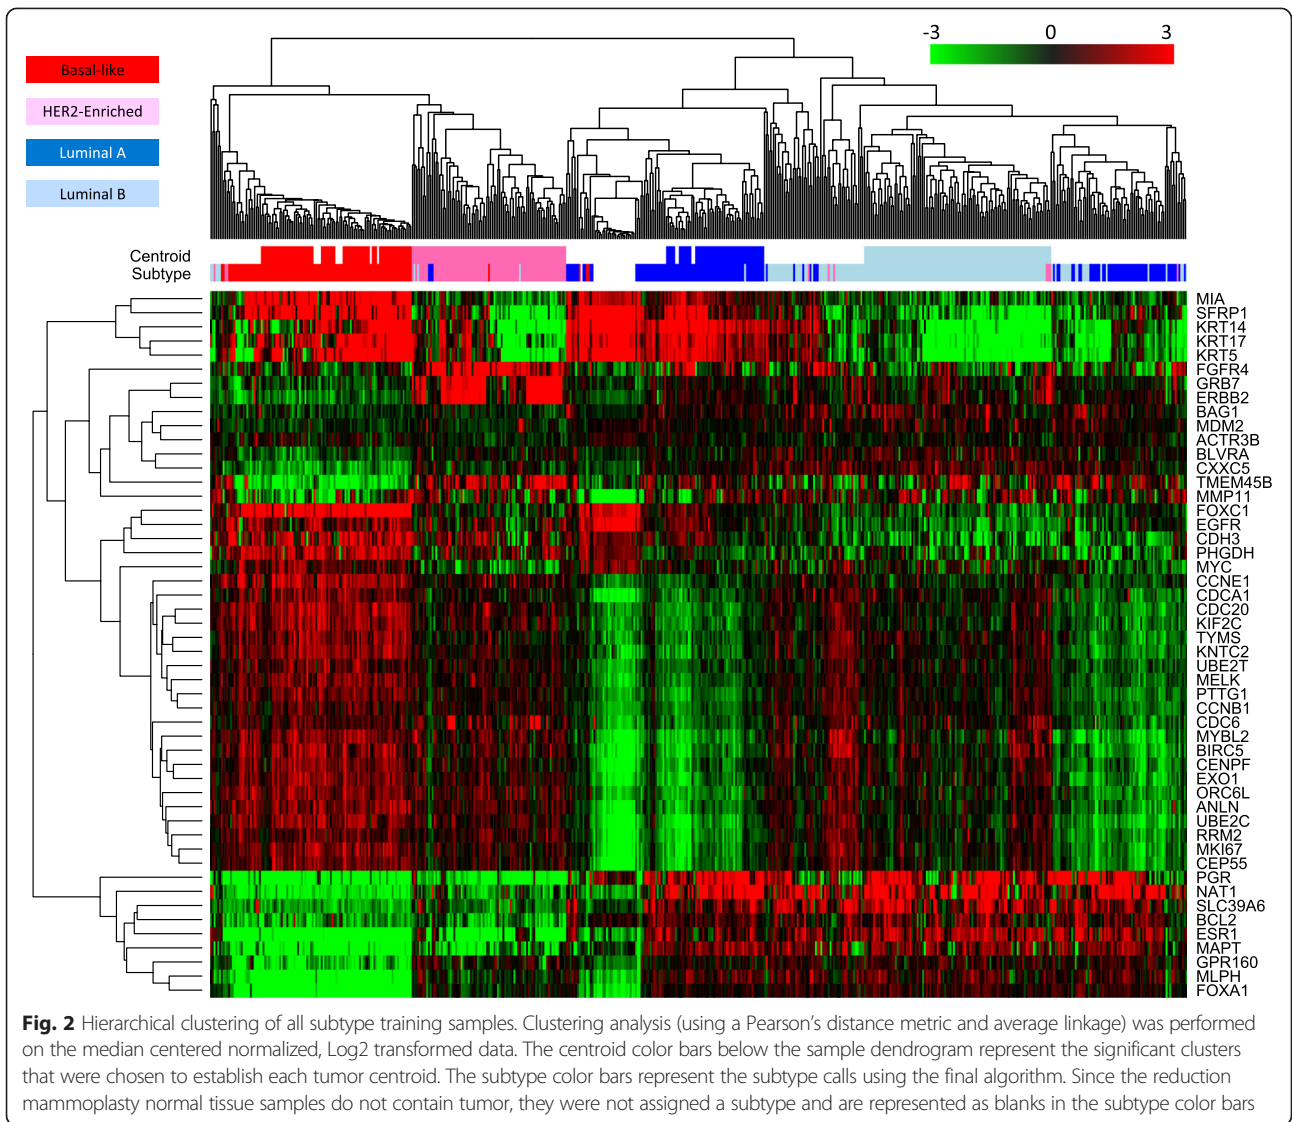 -3 0 3
Basal-like
HER2-Enriched
Luminal A
Luminal B
Centroid
Subtype
MIA
SFRP1
KRT14
KRT17
KRT5
FGFR4
GRB7
ERBB2
BAG1
MDM2
ACTR3B
BLVRA
CXXC5
TMEM45B
MMP11
FOXC1
EGFR
CDH3
PHGDH
MYC
CCNE1
CDCA1
CDC20
KIF2C
TYMS
KNTC2
UBE2T
MELK
PTTG1
CCNB1
CDC6
MYBL2
BIRC5
CENPF
EXO1
ORC6L
ANLN
UBE2C
RRM2
MKI67
CEP55
PGR
NAT1
SLC39A6
BCL2
ESR1
MAPT
GPR160
MLPH
FOXA1
Fig. 2 Hierarchical clustering of all subtype training samples. Clustering analysis (using a Pearson's distance metric and average linkage) was performed
on the median centered normalized, Log2 transformed data. The centroid color bars below the sample dendrogram represent the significant clusters
that were chosen to establish each tumor centroid. The subtype color bars represent the subtype calls using the final algorithm. Since the reduction
mammoplasty normal tissue samples do not contain tumor, they were not assigned a subtype and are represented as blanks in the subtype color bars